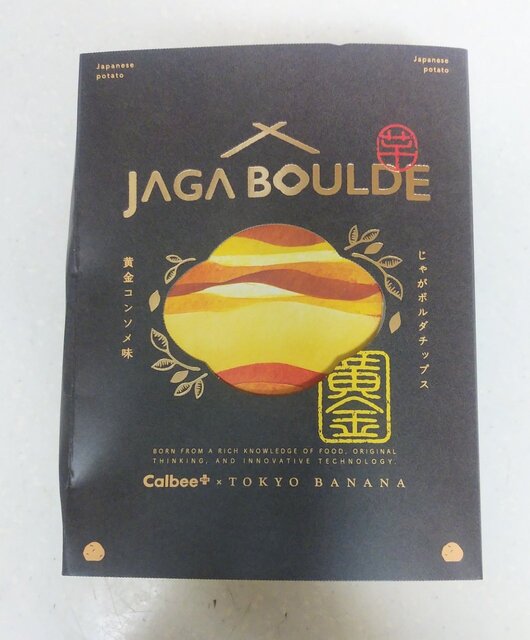 Japanese
potato
Japanese
potato
芋
JAGA BOULDE
じゃがボルダチップス
黄金コンソメ味
黄金
BORN FROM A RICH KNOWLEDGE OF FOOD, ORIGINAL
THINKING, AND INNOVATIVE TECHNOLOGY.
Calbee+ × TOKYO BANANA